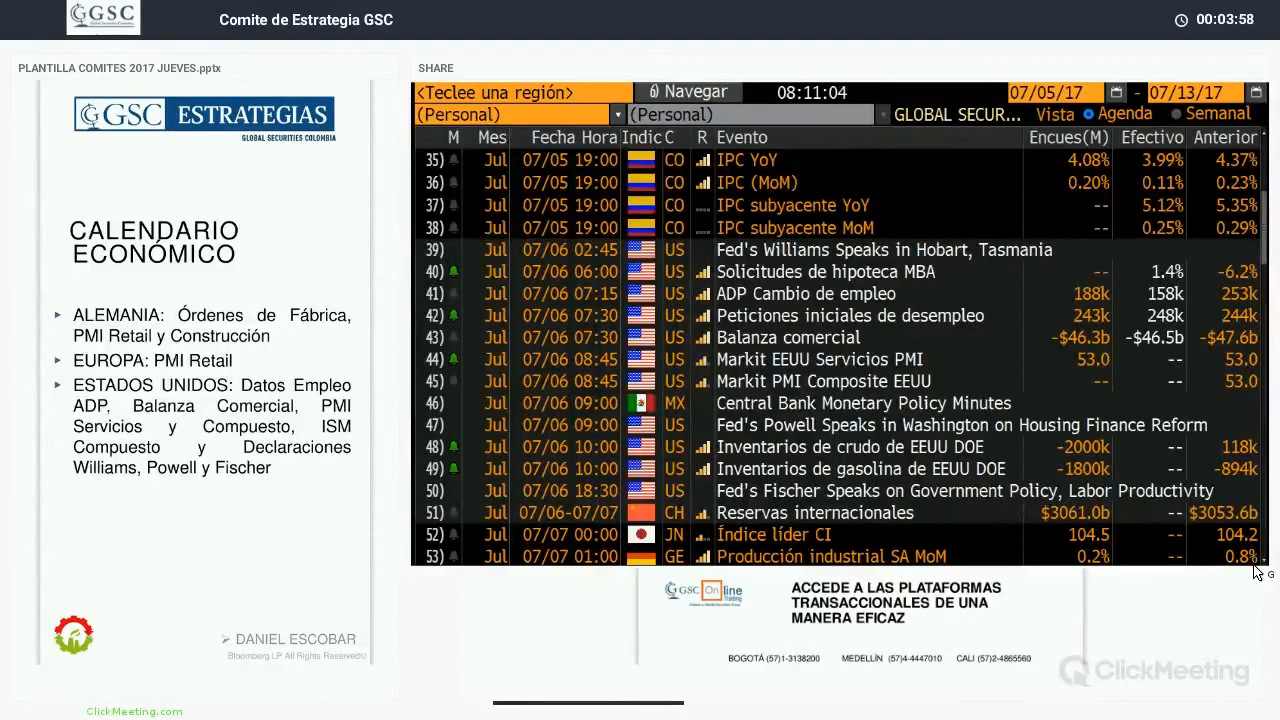 GSC
Comite de Estrategia GSC
00:03:58
PLANTILLA COMITES 2017 JUEVES.pptx
GSC ESTRATEGIAS
GLOBAL SECURITIES COLOMBIA
CALENDARIO
ECONÓMICO
ALEMANIA: Órdenes de Fábrica,
PMI Retail y Construcción
EUROPA: PMI Retail
ESTADOS UNIDOS: Datos Empleo
ADP, Balanza Comercial, PMI
Servicios y Compuesto, ISM
Compuesto y Declaraciones
Williams, Powell y Fischer
DANIEL ESCOBAR
Bloomberg LP All Rights Reserved©
ClickMeeting.com
SHARE
<Teclee una región> Navegar 08:11:04 07/05/17 - 07/13/17
(Personal) (Personal) GLOBAL SECUR... Vista Agenda Semanal
M Mes Fecha Hora Indic C R Evento Encues(M) Efectivo Anterior
35) Jul 07/05 19:00 CO IPC YoY 4.08% 3.99% 4.37%
36) Jul 07/05 19:00 CO IPC (MoM) 0.20% 0.11% 0.23%
37) Jul 07/05 19:00 CO IPC subyacente YoY -- 5.12% 5.35%
38) Jul 07/05 19:00 CO IPC subyacente MoM -- 0.25% 0.29%
39) Jul 07/06 02:45 US Fed's Williams Speaks in Hobart, Tasmania
40) Jul 07/06 06:00 US Solicitudes de hipoteca MBA -- 1.4% -6.2%
41) Jul 07/06 07:15 US ADP Cambio de empleo 188k 158k 253k
42) Jul 07/06 07:30 US Peticiones iniciales de desempleo 243k 248k 244k
43) Jul 07/06 07:30 US Balanza comercial -$46.3b -$46.5b -$47.6b
44) Jul 07/06 08:45 US Markit EEUU Servicios PMI 53.0 -- 53.0
45) Jul 07/06 08:45 US Markit PMI Composite EEUU -- -- 53.0
46) Jul 07/06 09:00 MX Central Bank Monetary Policy Minutes
47) Jul 07/06 09:00 US Fed's Powell Speaks in Washington on Housing Finance Reform
48) Jul 07/06 10:00 US Inventarios de crudo de EEUU DOE -2000k -- 118k
49) Jul 07/06 10:00 US Inventarios de gasolina de EEUU DOE -1800k -- -894k
50) Jul 07/06 18:30 US Fed's Fischer Speaks on Government Policy, Labor Productivity
51) Jul 07/06-07/07 CH Reservas internacionales $3061.0b -- $3053.6b
52) Jul 07/07 00:00 JN Índice líder CI 104.5 -- 104.2
53) Jul 07/07 01:00 GE Producción industrial SA MoM 0.2% -- 0.8%
GSC Online
Trading
ACCEDE A LAS PLATAFORMAS
TRANSACCIONALES DE UNA
MANERA EFICAZ
BOGOTÁ (57)1-3138200 MEDELLÍN (57)4-4447010 CALI (57)2-4865560
ClickMeeting